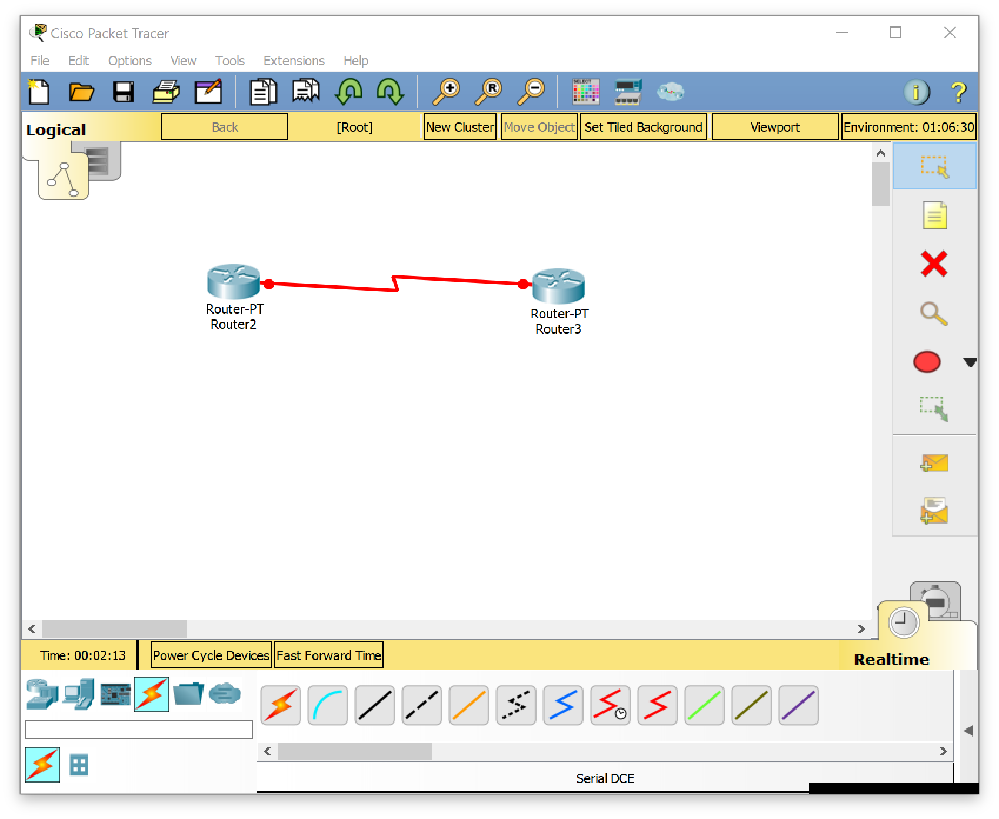 Cisco Packet Tracer
File Edit Options View Tools Extensions Help
SELECT
R
i ?
Logical Back [Root] New Cluster Move Object Set Tiled Background Viewport Environment: 01:06:30
Router-PT
Router2
Router-PT
Router3
Time: 00:02:13 Power Cycle Devices Fast Forward Time
Realtime
Serial DCE